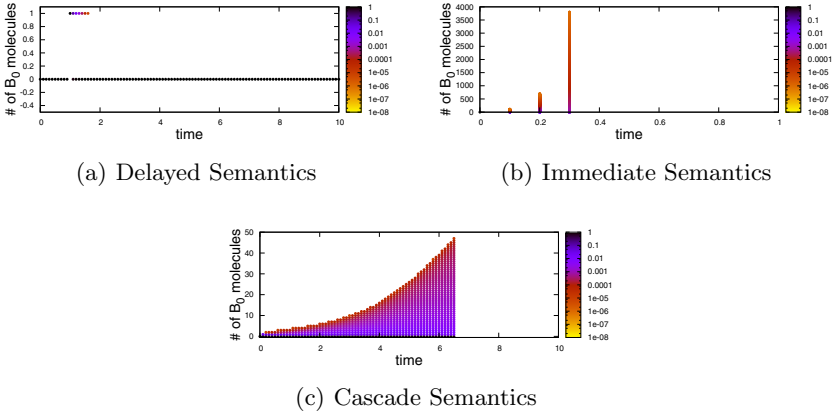 1
0.8
0.6
0.4
0.2
0
-0.2
-0.4
# of B0 molecules
0 2 4 6 8 10
time
1
0.1
0.01
0.001
0.0001
1e-05
1e-06
1e-07
1e-08
(a) Delayed Semantics
4000
3500
3000
2500
2000
1500
1000
500
0
# of B0 molecules
0 0.2 0.4 0.6 0.8 1
time
1
0.1
0.01
0.001
0.0001
1e-05
1e-06
1e-07
1e-08
(b) Immediate Semantics
50
40
30
20
10
0
# of B0 molecules
0 2 4 6 8 10
time
1
0.1
0.01
0.001
0.0001
1e-05
1e-06
1e-07
1e-08
(c) Cascade Semantics